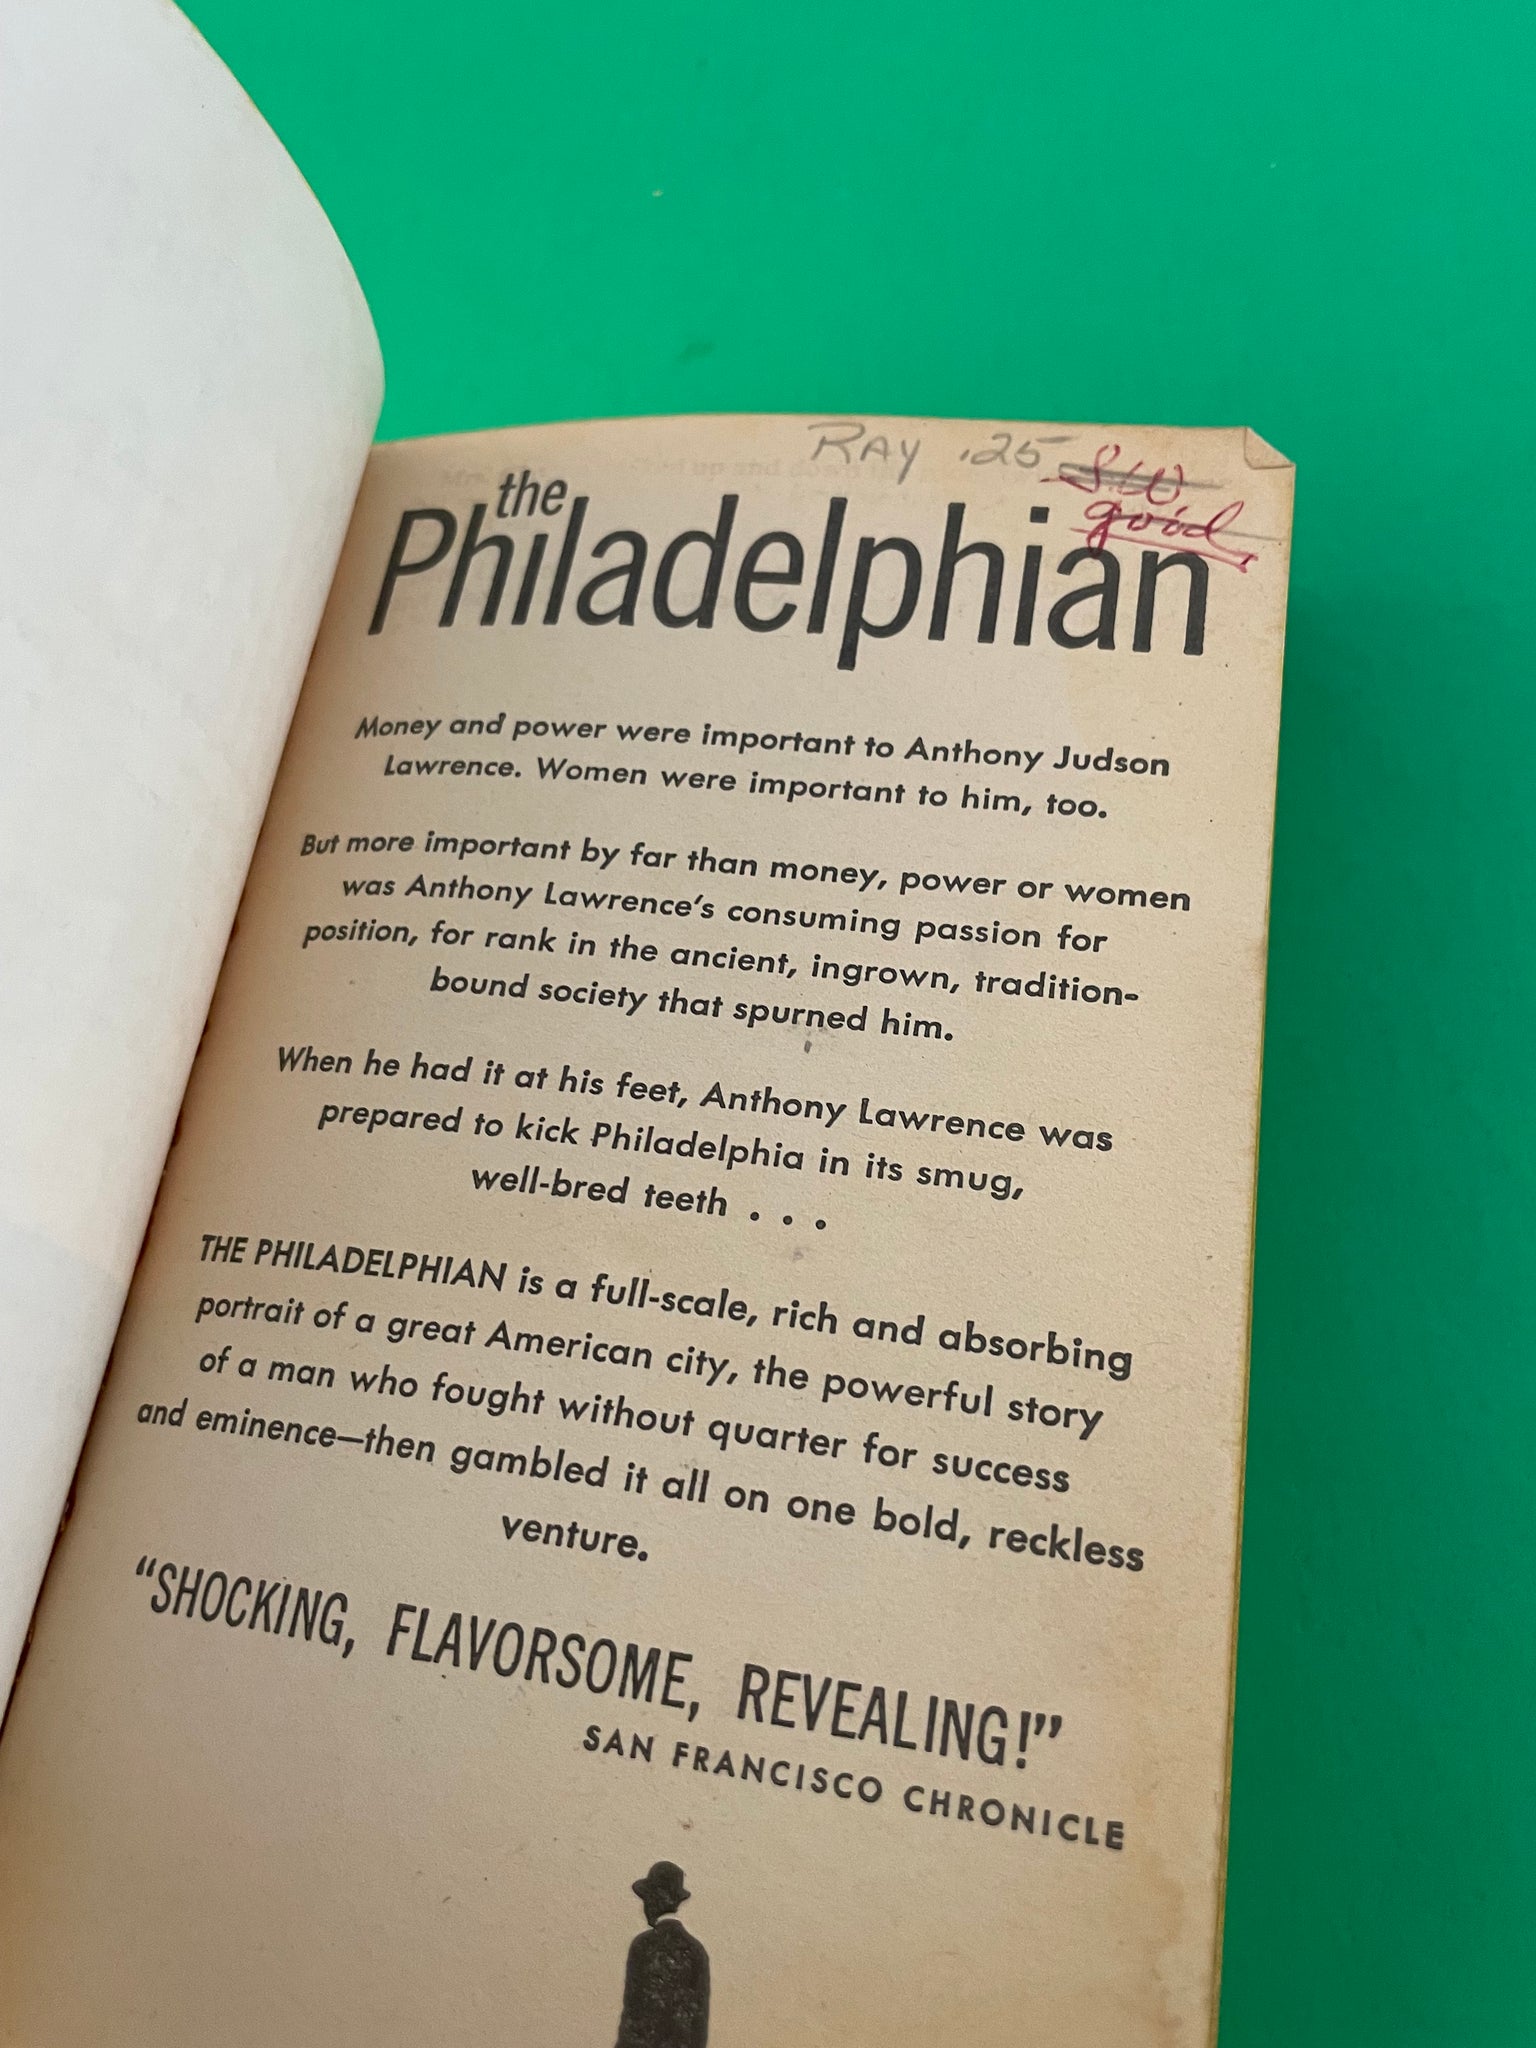 RAY .25
good
the
Philadelphian
Money and power were important to Anthony Judson
Lawrence. Women were important to him, too.
But more important by far than money, power or women
was Anthony Lawrence's consuming passion for
position, for rank in the ancient, ingrown, tradition-
bound society that spurned him.
When he had it at his feet, Anthony Lawrence was
prepared to kick Philadelphia in its smug,
well-bred teeth . . .
THE PHILADELPHIAN is a full-scale, rich and absorbing
portrait of a great American city, the powerful story
of a man who fought without quarter for success
and eminence—then gambled it all on one bold, reckless
venture.
“SHOCKING, FLAVORSOME, REVEALING!”
SAN FRANCISCO CHRONICLE